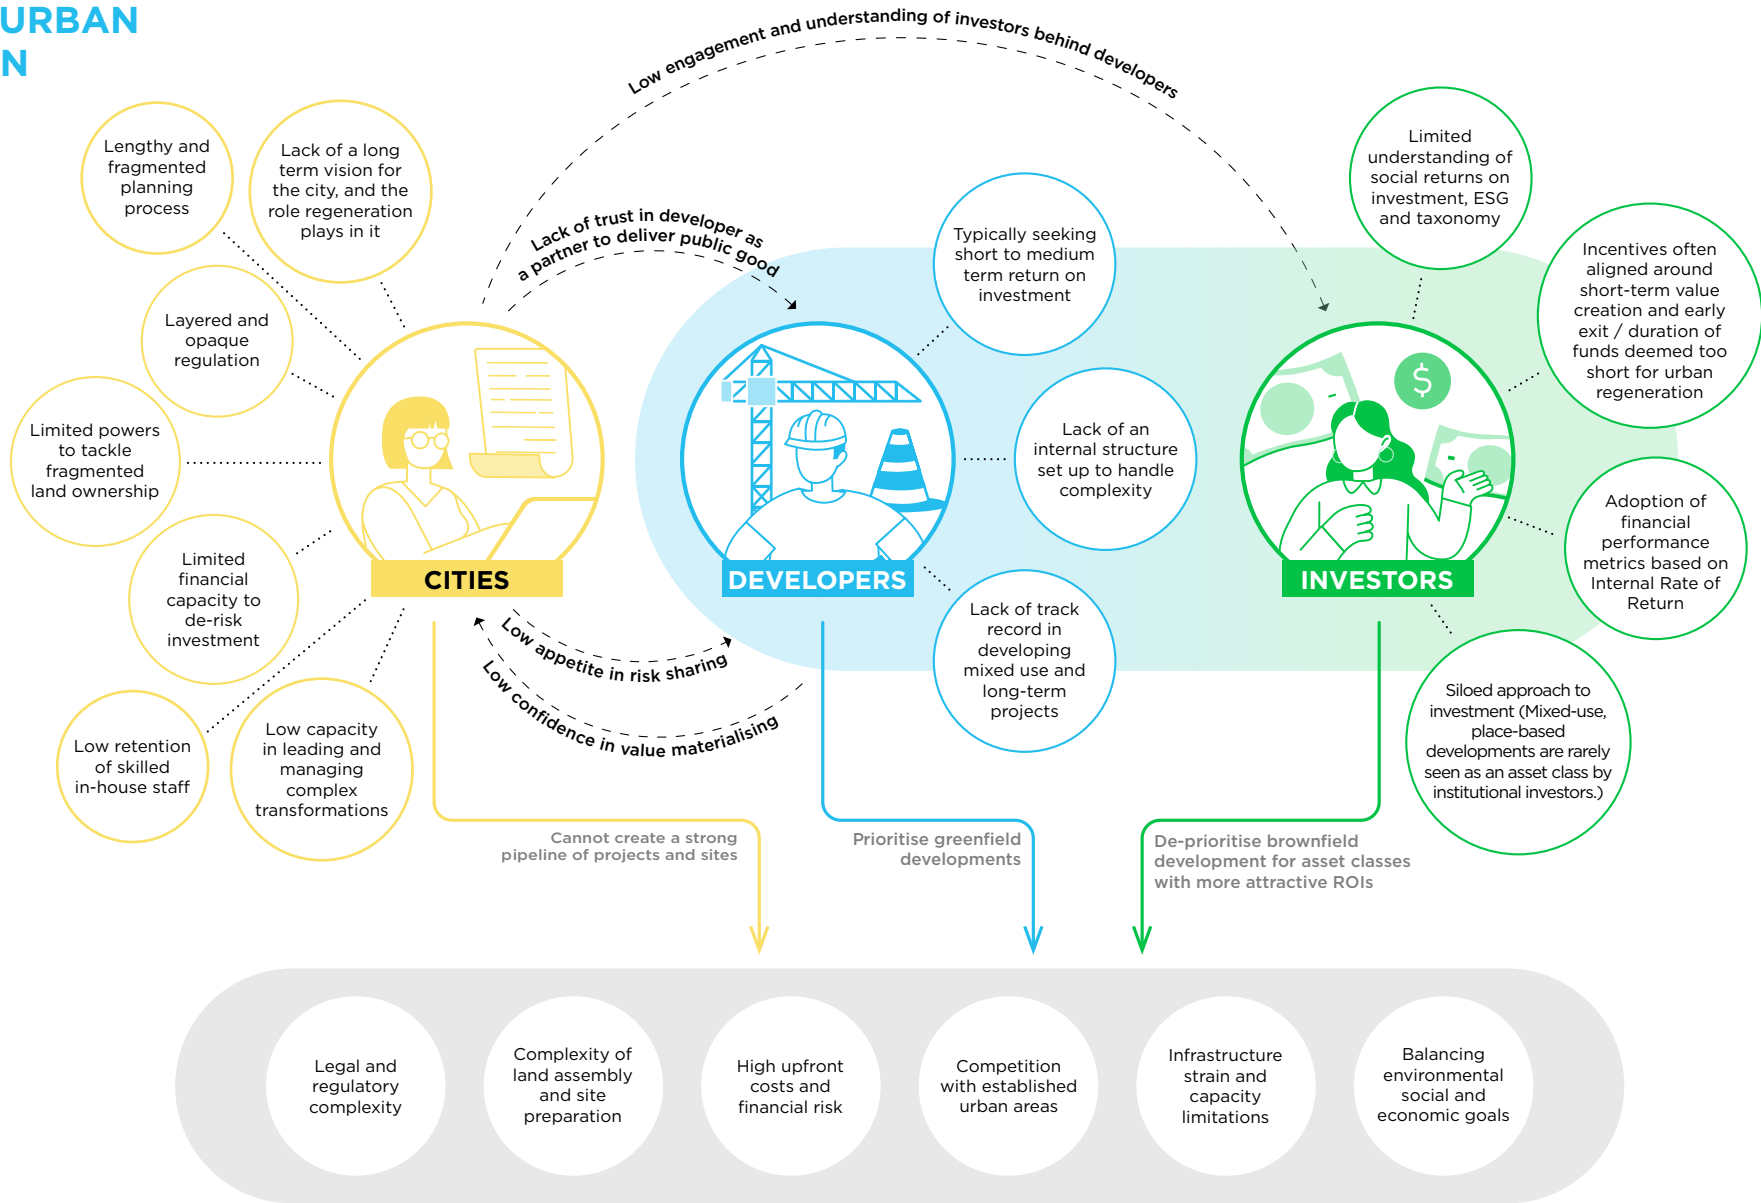 URBAN
N
Low engagement and understanding of investors behind developers
Lengthy and
fragmented
planning
process
Lack of a long
term vision for
the city, and the
role regeneration
plays in it
Layered and
opaque
regulation
Limited powers
to tackle
fragmented
land ownership
Limited
financial
capacity to
de-risk
investment
Low retention
of skilled
in-house staff
Low capacity
in leading and
managing
complex
transformations
CITIES
Lack of trust in developer as
a partner to deliver public good
Low appetite in risk sharing
Low confidence in value materialising
Typically seeking
short to medium
term return on
investment
Lack of an
internal structure
set up to handle
complexity
Lack of track
record in
developing
mixed use and
long-term
projects
DEVELOPERS
Limited
understanding of
social returns on
investment, ESG
and taxonomy
Incentives often
aligned around
short-term value
creation and early
exit / duration of
funds deemed too
short for urban
regeneration
$
Adoption of
financial
performance
metrics based on
Internal Rate of
Return
Siloed approach to
investment (Mixed-use,
place-based
developments are rarely
seen as an asset class by
institutional investors.)
INVESTORS
Cannot create a strong
pipeline of projects and sites
Prioritise greenfield
developments
De-prioritise brownfield
development for asset classes
with more attractive ROIs
Legal and
regulatory
complexity
Complexity of
land assembly
and site
preparation
High upfront
costs and
financial risk
Competition
with established
urban areas
Infrastructure
strain and
capacity
limitations
Balancing
environmental
social and
economic goals